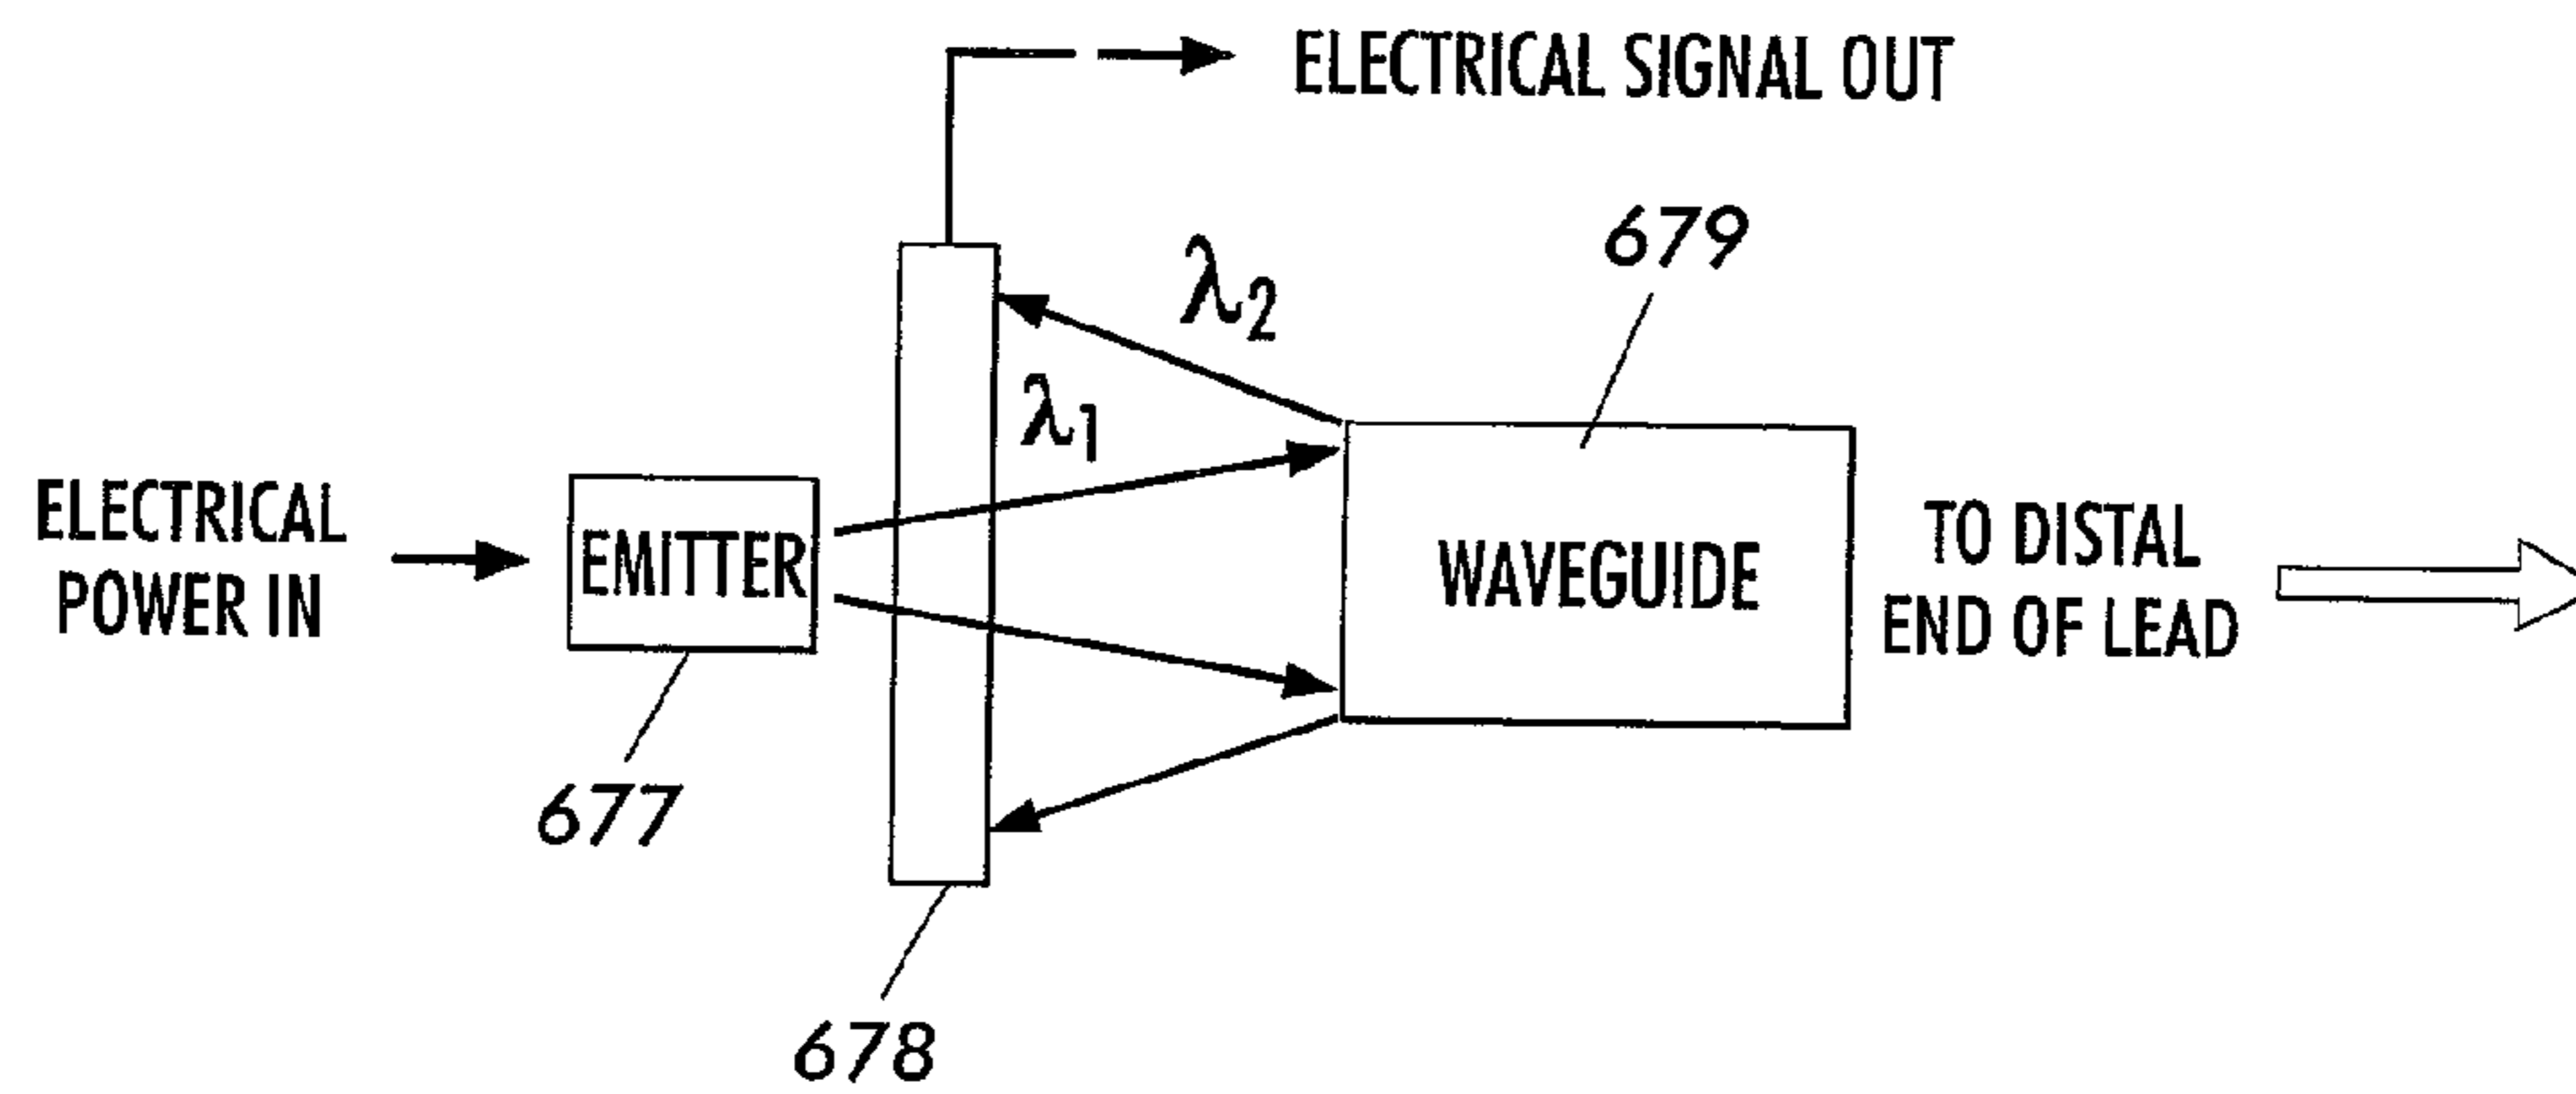 ELECTRICAL SIGNAL OUT
679
λ2
λ1
ELECTRICAL
POWER IN
EMITTER
WAVEGUIDE
TO DISTAL
END OF LEAD
677
678